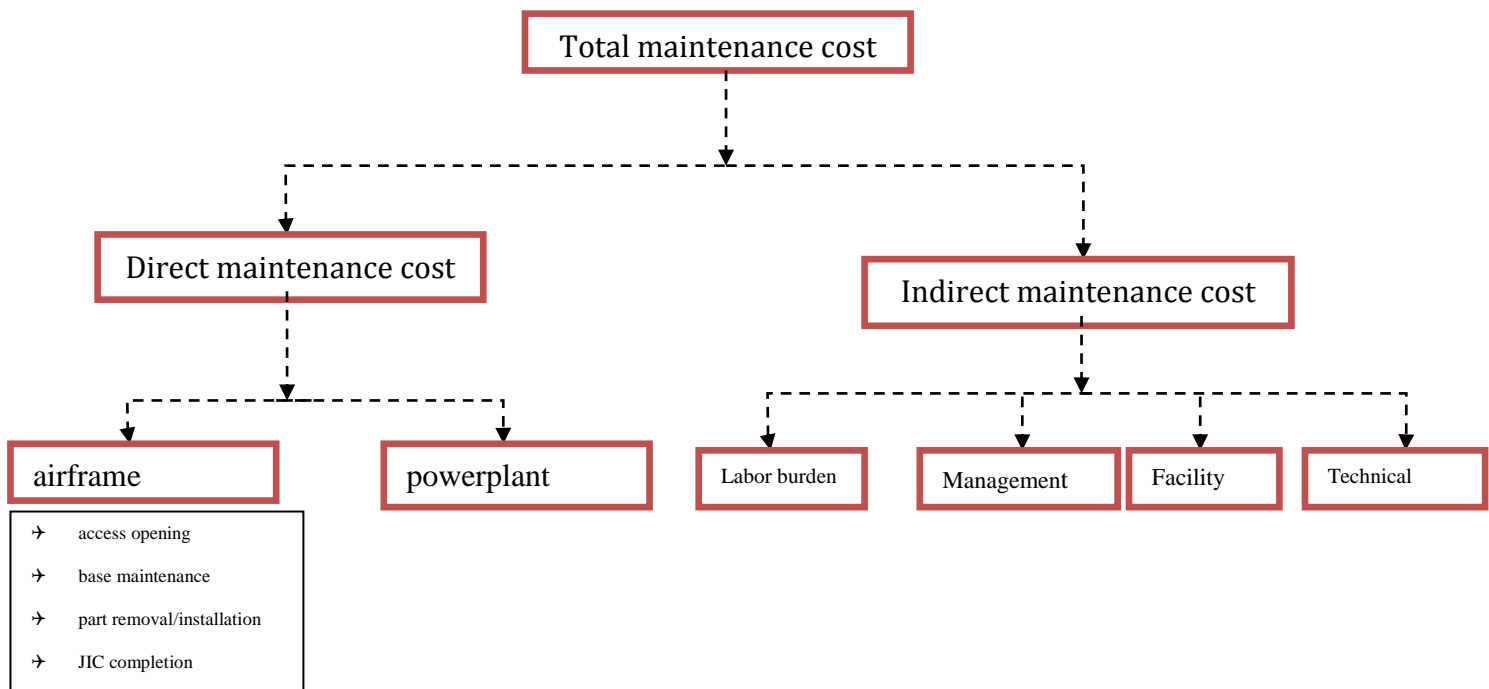 Total maintenance cost
Direct maintenance cost
Indirect maintenance cost
airframe
powerplant
Labor burden
Management
Facility
Technical
access opening
base maintenance
part removal/installation
JIC completion